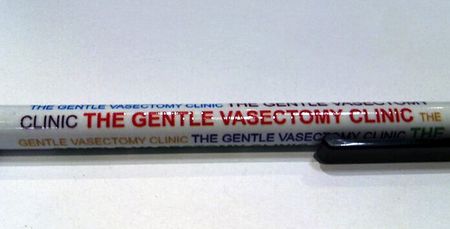 THE GENTLE VASECTOMY CLINIC THE GENTLE VASECTOMY
CLINIC THE GENTLE VASECTOMY CLINIC THE
GENTLE VASECTOMY CLINIC THE GENTLE VASECTOMY CLINIC THE